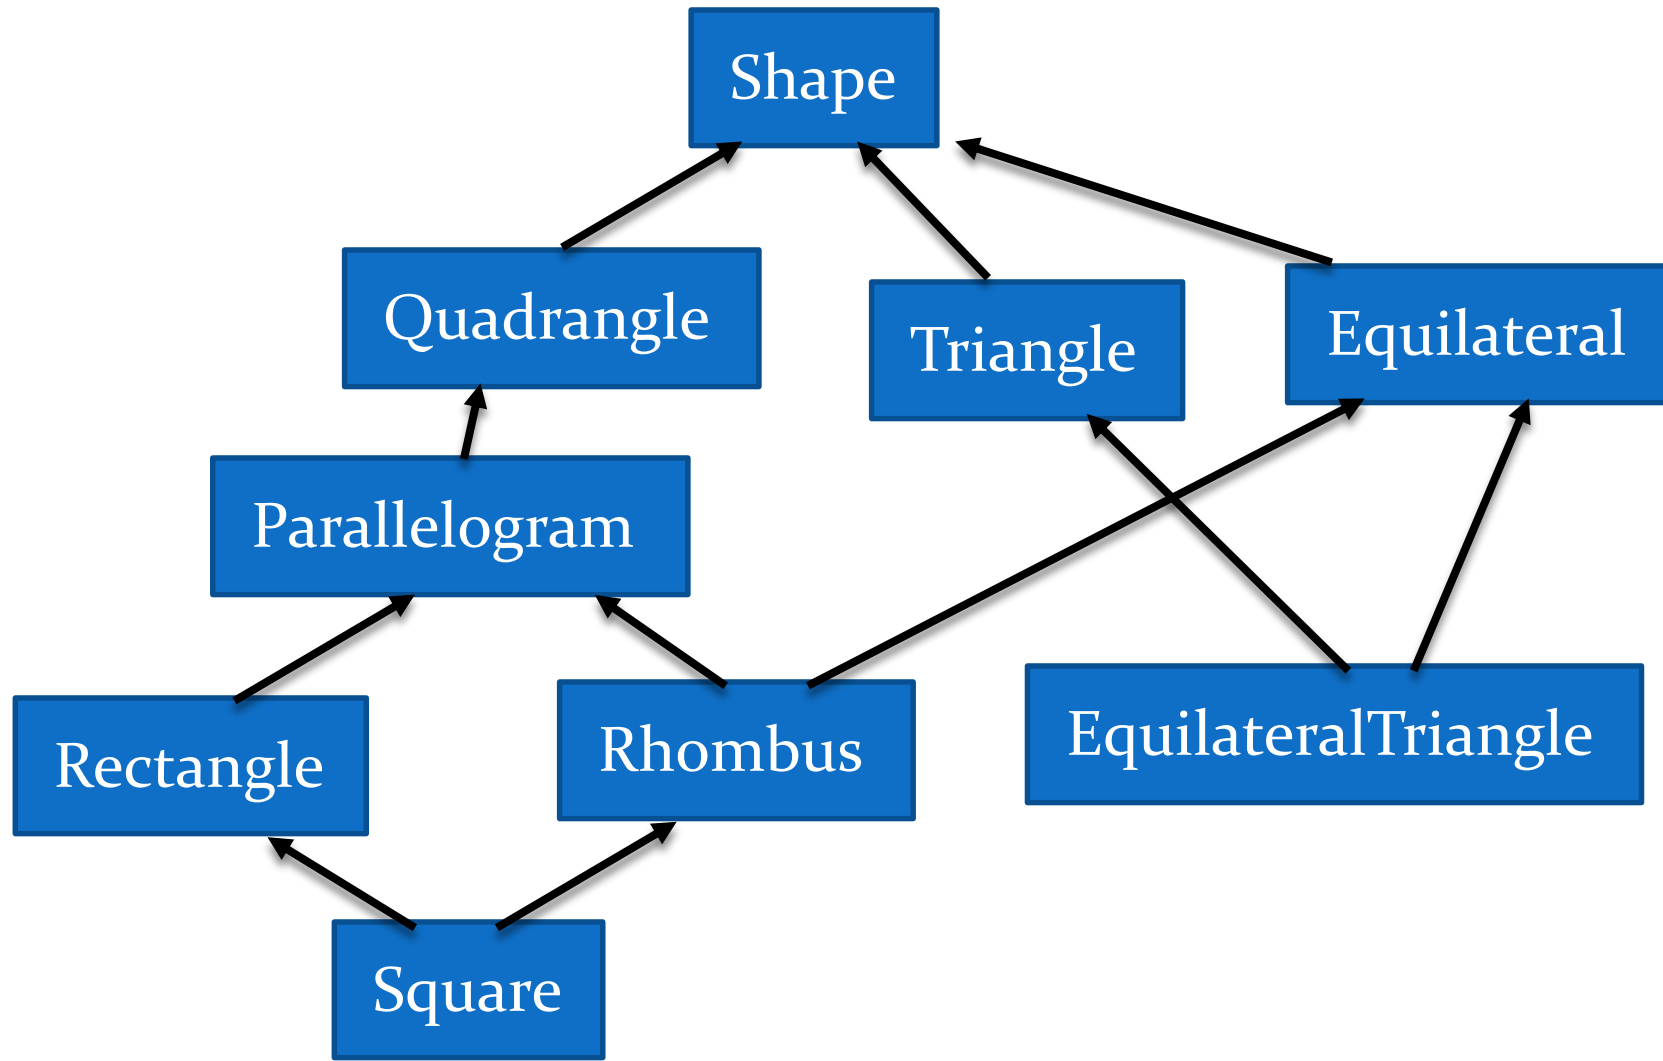 Shape
Quadrangle
Triangle
Equilateral
Parallelogram
Rectangle
Rhombus
EquilateralTriangle
Square